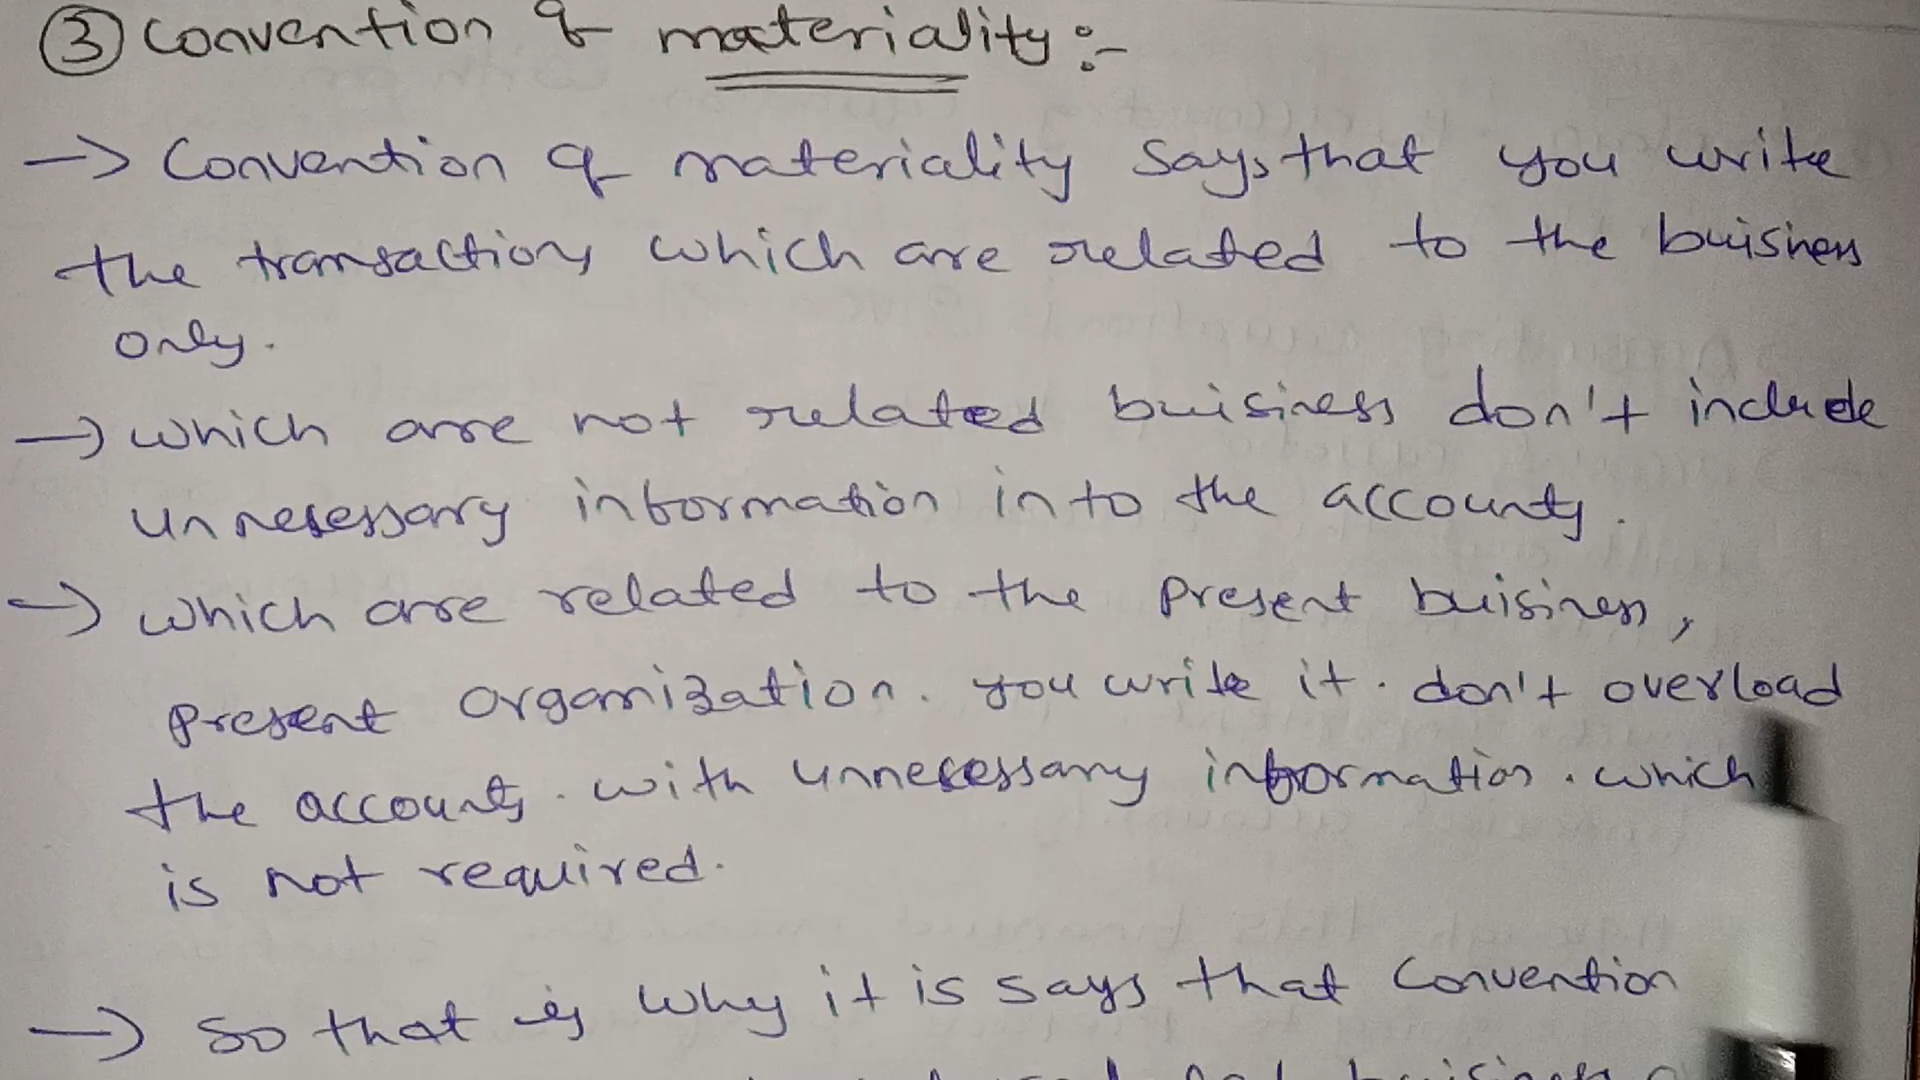 ③ convention of materiality:-
→ Convention of materiality says that you write
the transactions which are related to the buisiness
only.
→ which are not related buisiness don't include
unnecessary information into the accounts.
→ which are related to the present buisiness,
present organization. you write it. don't overload
the accounts. with unnecessary information. which
is not required.
→ so that is why it is says that Convention